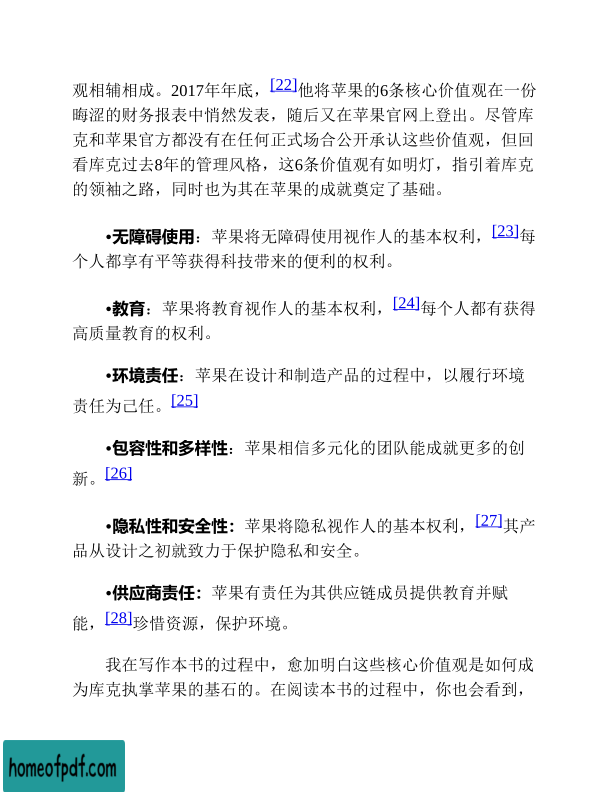 观相辅相成。2017年年底，[22]他将苹果的6条核心价值观在一份
晦涩的财务报表中悄然发表，随后又在苹果官网上登出。尽管库
克和苹果官方都没有在任何正式场合公开承认这些价值观，但回
看库克过去8年的管理风格，这6条价值观有如明灯，指引着库克
的领袖之路，同时也为其在苹果的成就奠定了基础。
•无障碍使用：苹果将无障碍使用视作人的基本权利，[23]每
个人都享有平等获得科技带来的便利的权利。
•教育：苹果将教育视作人的基本权利，[24]每个人都有获得
高质量教育的权利。
•环境责任：苹果在设计和制造产品的过程中，以履行环境
责任为己任。[25]
•包容性和多样性：苹果相信多元化的团队能成就更多的创
新。[26]
•隐私性和安全性：苹果将隐私视作人的基本权利，[27]其产
品从设计之初就致力于保护隐私和安全。
•供应商责任：苹果有责任为其供应链成员提供教育并赋
能，[28]珍惜资源，保护环境。
我在写作本书的过程中，愈加明白这些核心价值观是如何成
为库克执掌苹果的基石的。在阅读本书的过程中，你也会看到，
homeofpdf.com